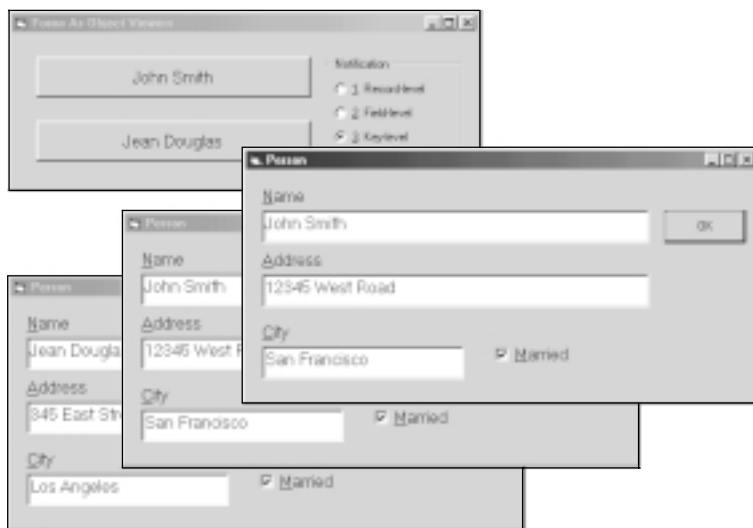 Forms As Object Viewers
John Smith
Jean Douglas
Notification
1 Record-level
2 Field-level
3 Key-level
Person
Name
John Smith
OK
Address
12345 West Road
City
San Francisco
Married
Person
Name
John Smith
Address
12345 West
City
San Francisco
Married
Person
Name
Jean Dougla
Address
345 East Str
City
Los Angeles
Married